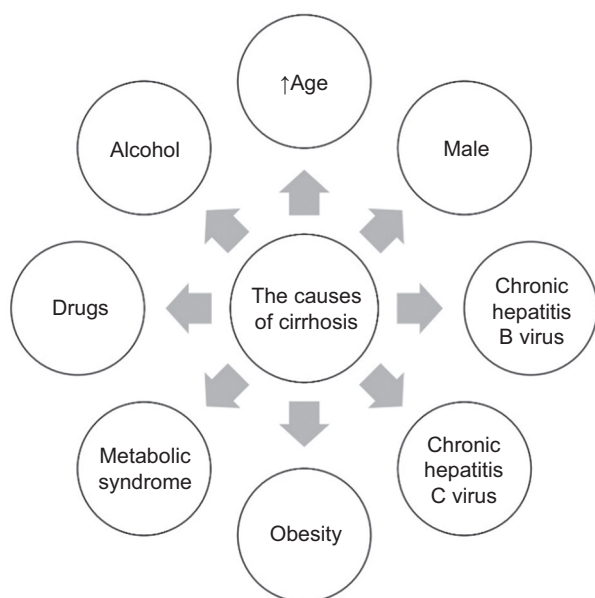 ↑Age
Alcohol
Male
Drugs
The causes
of cirrhosis
Chronic
hepatitis
B virus
Metabolic
syndrome
Chronic
hepatitis
C virus
Obesity